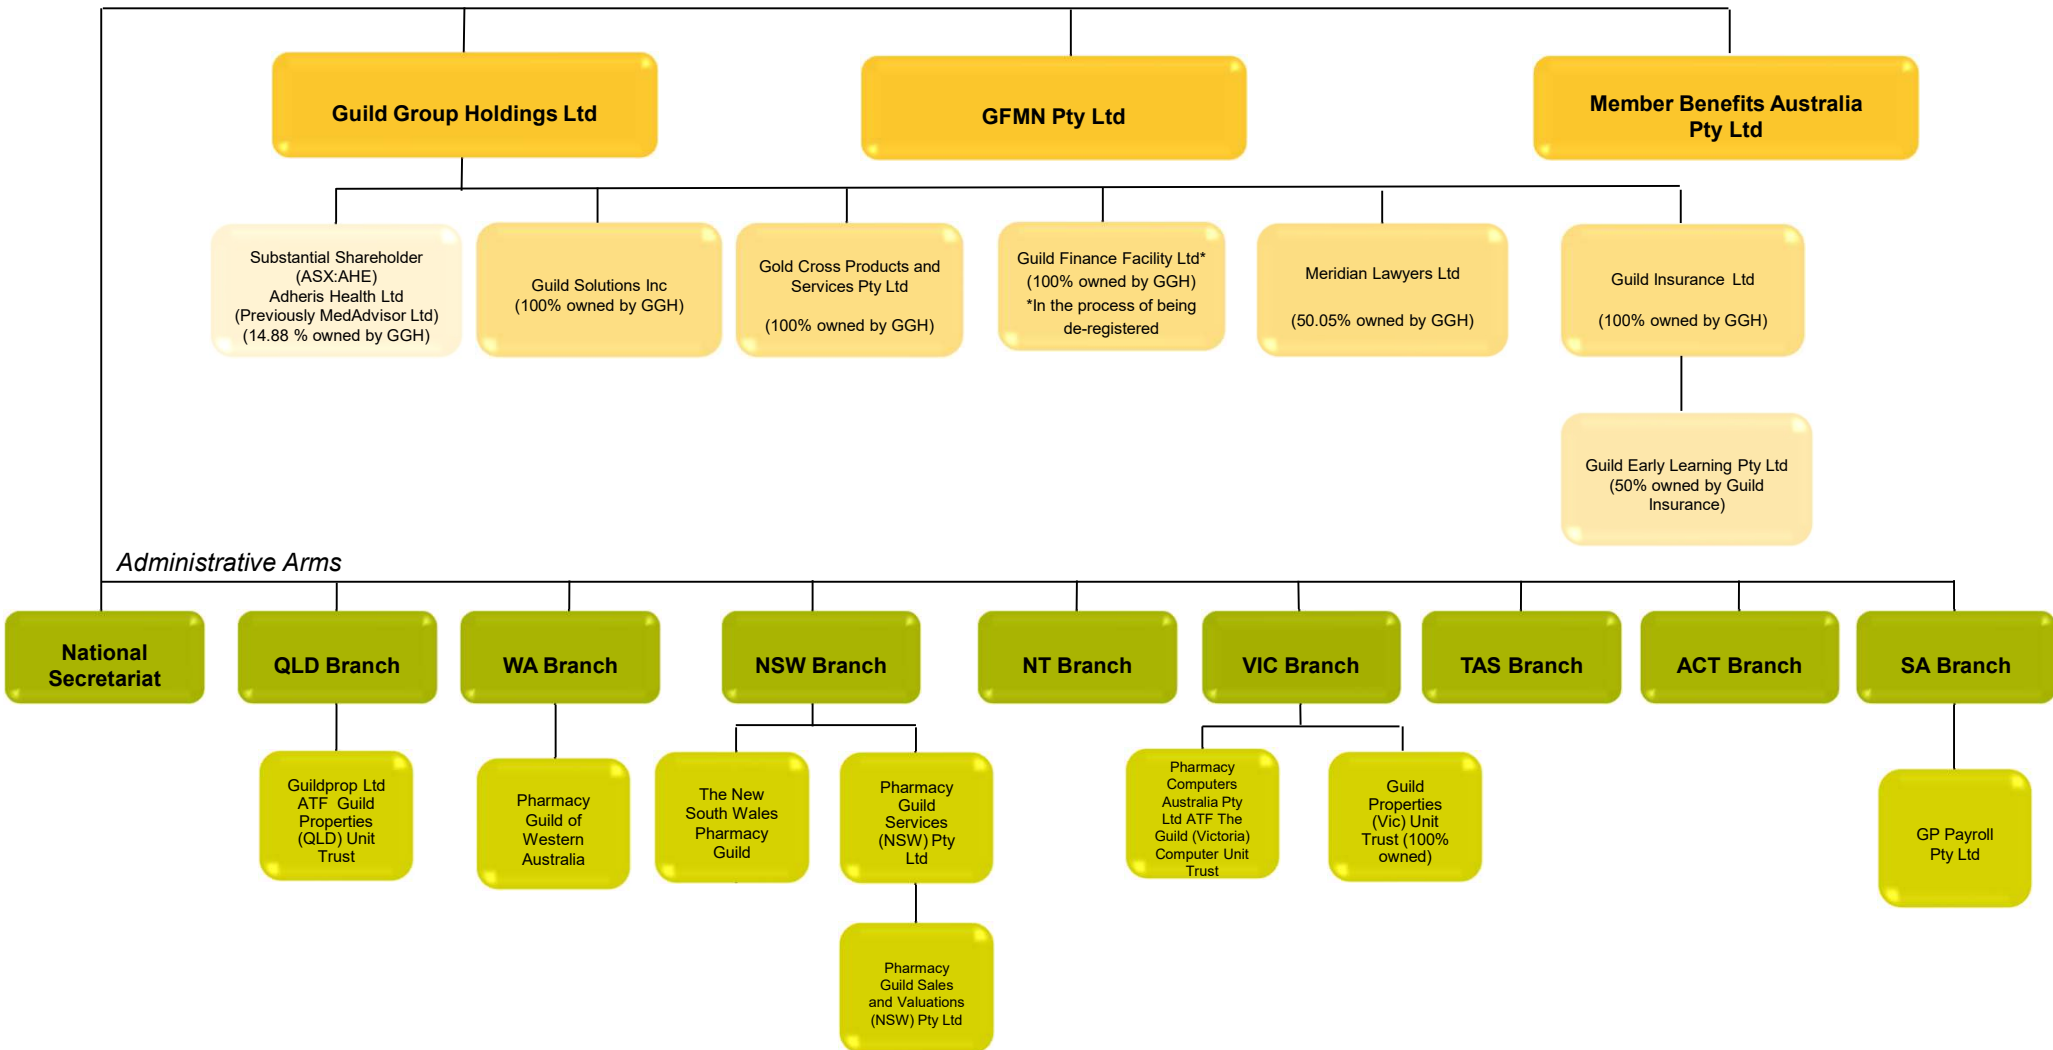 Guild Group Holdings Ltd
GFMN Pty Ltd
Member Benefits Australia
Pty Ltd
Substantial Shareholder
(ASX:AHE)
Adheris Health Ltd
(Previously MedAdvisor Ltd)
(14.88 % owned by GGH)
Guild Solutions Inc
(100% owned by GGH)
Gold Cross Products and
Services Pty Ltd
(100% owned by GGH)
Guild Finance Facility Ltd*
(100% owned by GGH)
*In the process of being
de-registered
Meridian Lawyers Ltd
(50.05% owned by GGH)
Guild Insurance Ltd
(100% owned by GGH)
Guild Early Learning Pty Ltd
(50% owned by Guild
Insurance)
Administrative Arms
National
Secretariat
QLD Branch
WA Branch
NSW Branch
NT Branch
VIC Branch
TAS Branch
ACT Branch
SA Branch
Guildprop Ltd
ATF Guild
Properties
(QLD) Unit
Trust
Pharmacy
Guild of
Western
Australia
The New
South Wales
Pharmacy
Guild
Pharmacy
Guild
Services
(NSW) Pty
Ltd
Pharmacy
Computers
Australia Pty
Ltd ATF The
Guild (Victoria)
Computer Unit
Trust
Guild
Properties
(Vic) Unit
Trust (100%
owned)
GP Payroll
Pty Ltd
Pharmacy
Guild Sales
and Valuations
(NSW) Pty Ltd